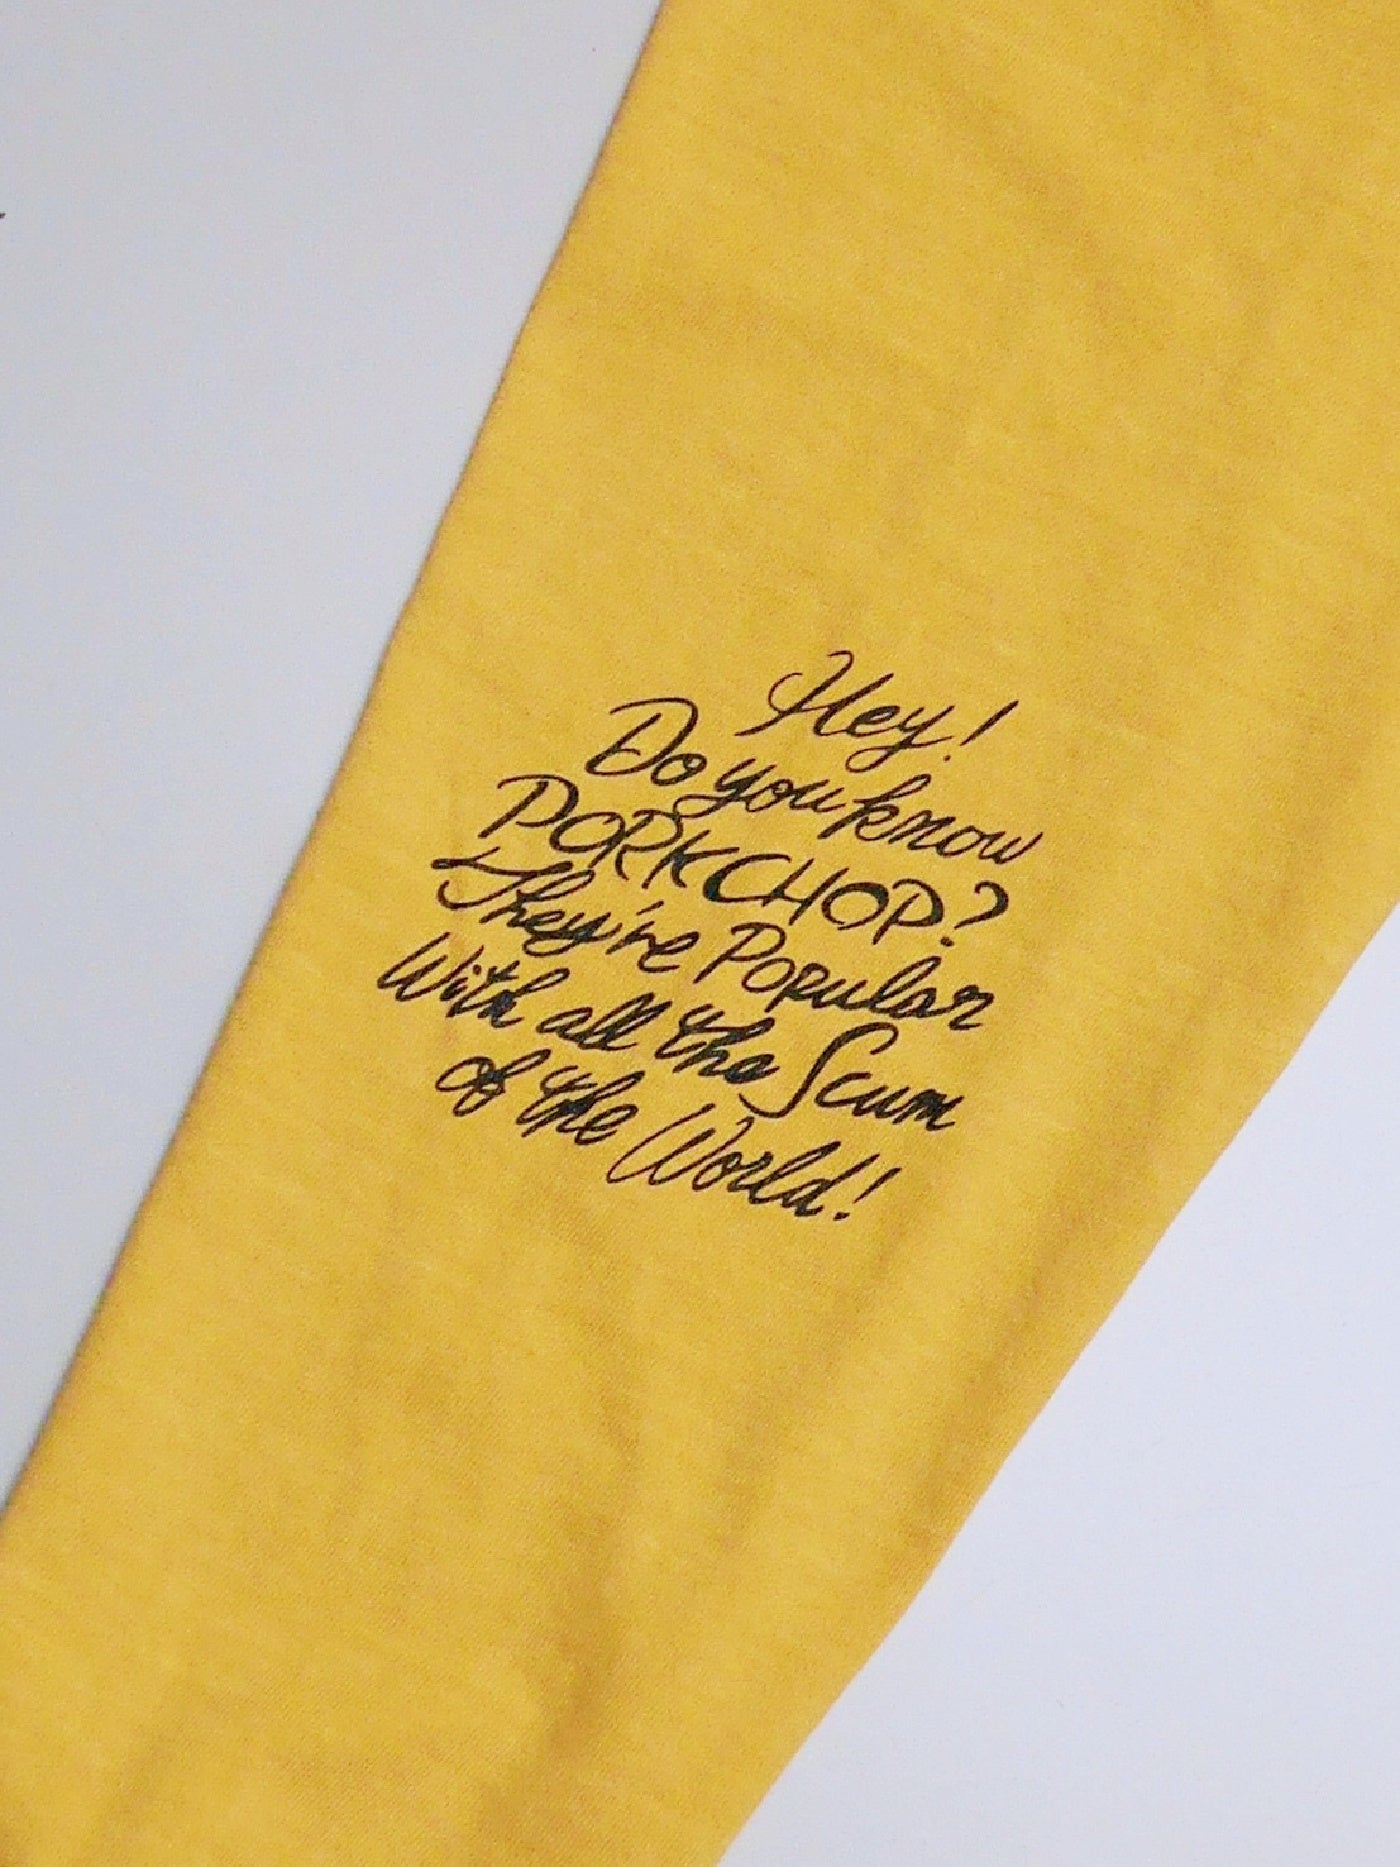 Hey!
Do you know
PORKCHOP?
They're Popular
With all the Scum
of the World!